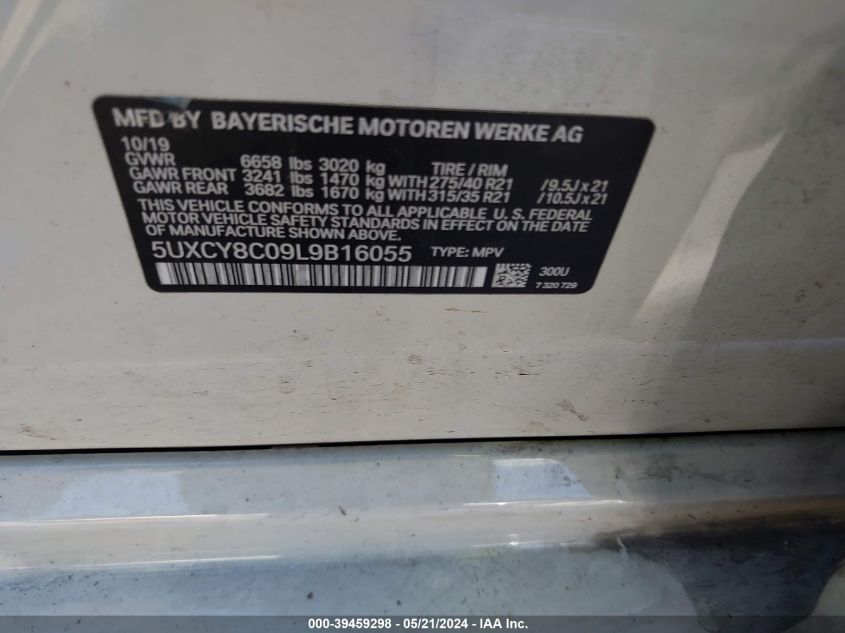 MFD BY BAYERISCHE MOTOREN WERKE AG
10/19
GVWR 6658 lbs 3020 kg TIRE / RIM
GAWR FRONT 3241 lbs 1470 kg WITH 275/40 R21 /9.5J x 21
GAWR REAR 3682 lbs 1670 kg WITH 315/35 R21 /10.5J x 21
THIS VEHICLE CONFORMS TO ALL APPLICABLE U. S. FEDERAL
MOTOR VEHICLE SAFETY STANDARDS IN EFFECT ON THE DATE
OF MANUFACTURE SHOWN ABOVE.
5UXCY8C09L9B16055 TYPE: MPV
300U
7 320 729
000-39459298 - 05/21/2024 - IAA Inc.